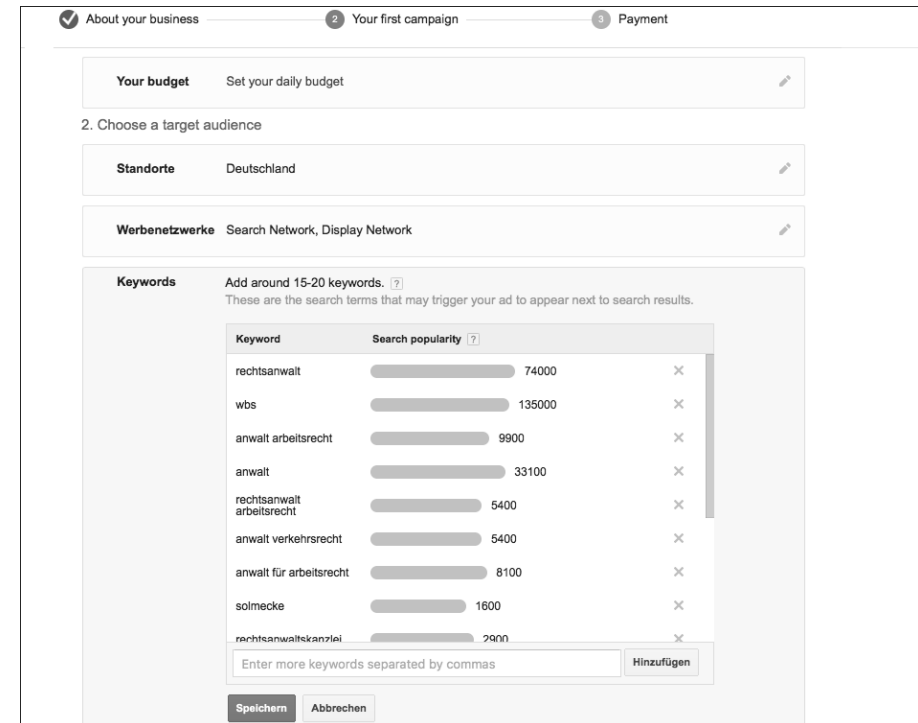 About your business
2 Your first campaign
3 Payment
Your budget Set your daily budget
2. Choose a target audience
Standorte Deutschland
Werbenetzwerke Search Network, Display Network
Keywords Add around 15-20 keywords. ?
These are the search terms that may trigger your ad to appear next to search results.
Keyword Search popularity ?
rechtsanwalt 74000
wbs 135000
anwalt arbeitsrecht 9900
anwalt 33100
rechtsanwalt
arbeitsrecht 5400
anwalt verkehrsrecht 5400
anwalt für arbeitsrecht 8100
solmecke 1600
rechtsanwaltskanzlei 2900
Enter more keywords separated by commas Hinzufügen
Speichern Abbrechen